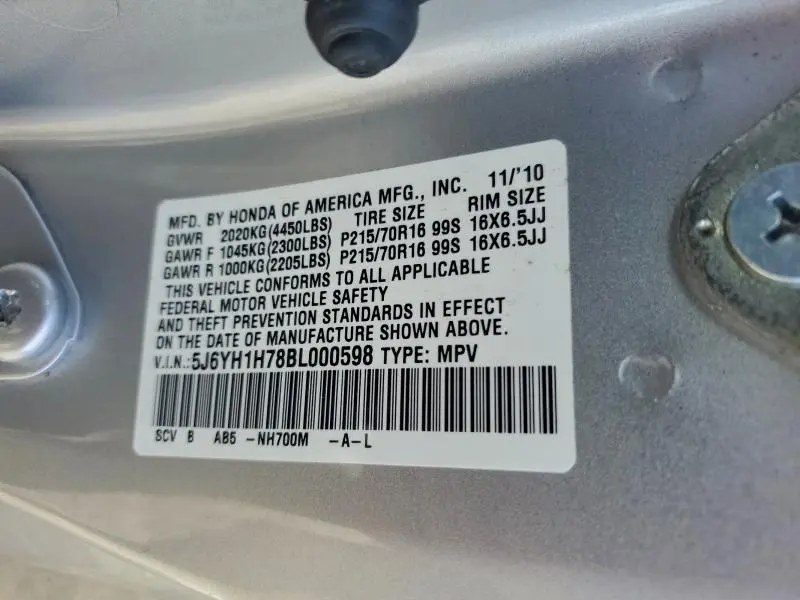 MFD. BY HONDA OF AMERICA MFG., INC. 11/'10
GVWR 2020KG(4450LBS) TIRE SIZE RIM SIZE
GAWR F 1045KG(2300LBS) P215/70R16 99S 16X6.5JJ
GAWR R 1000KG(2205LBS) P215/70R16 99S 16X6.5JJ
THIS VEHICLE CONFORMS TO ALL APPLICABLE
FEDERAL MOTOR VEHICLE SAFETY
AND THEFT PREVENTION STANDARDS IN EFFECT
ON THE DATE OF MANUFACTURE SHOWN ABOVE.
V.I.N.:5J6YH1H78BL000598 TYPE: MPV
SCV B AB5 -NH700M -A-L